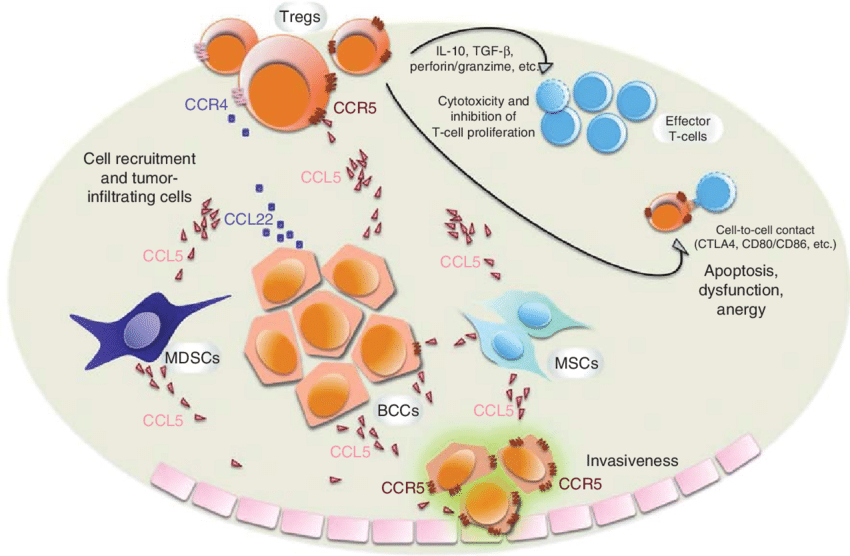 Tregs
IL-10, TGF-β,
perforin/granzime, etc.
CCR4
CCR5
Cytotoxicity and
inhibition of
T-cell proliferation
Effector
T-cells
Cell recruitment
and tumor-
infiltrating cells
CCL5
CCL22
CCL5
CCL5
Cell-to-cell contact
(CTLA4, CD80/CD86, etc.)
Apoptosis,
dysfunction,
anergy
MDSCs
MSCs
BCCs
CCL5
CCL5
CCL5
Invasiveness
CCR5
CCR5